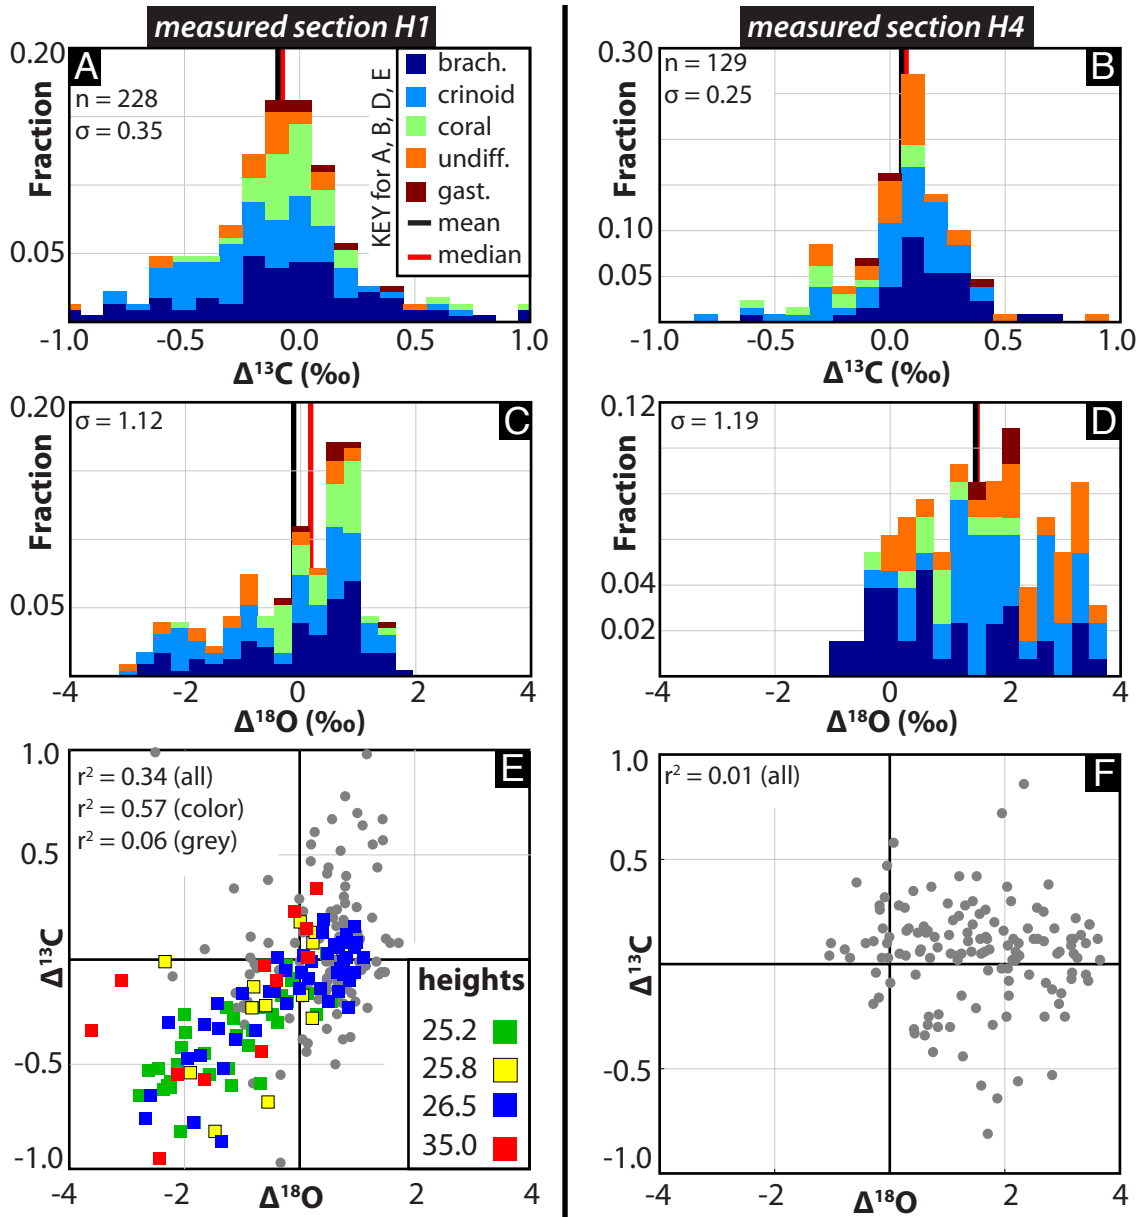 measured section H1
measured section H4
A
n = 228
σ = 0.35
KEY for A, B, D, E
brach.
crinoid
coral
undiff.
gast.
mean
median
0.20
0.05
Fraction
-1.0 -0.5 0.0 0.5 1.0
Δ¹³C (‰)
B
n = 129
σ = 0.25
0.30
0.10
0.05
Fraction
-1.0 -0.5 0.0 0.5 1.0
Δ¹³C (‰)
C
σ = 1.12
0.20
0.05
Fraction
-4 -2 0 2 4
Δ¹⁸O (‰)
D
σ = 1.19
0.12
0.04
0.02
Fraction
-4 -2 0 2 4
Δ¹⁸O (‰)
E
r² = 0.34 (all)
r² = 0.57 (color)
r² = 0.06 (grey)
1.0
0.5
Δ¹³C
-0.5
-1.0
heights
25.2
25.8
26.5
35.0
-4 -2 Δ¹⁸O 2 4
F
r² = 0.01 (all)
1.0
0.5
Δ¹³C
-0.5
-1.0
-4 -2 Δ¹⁸O 2 4